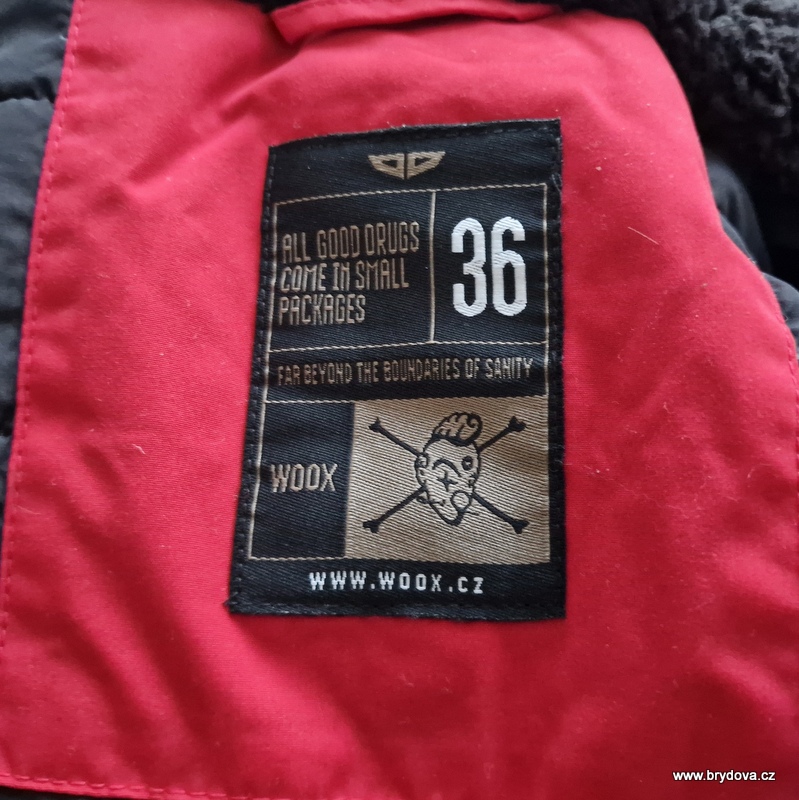 ALL GOOD DRUGS
COME IN SMALL
PACKAGES
36
FAR BEYOND THE BOUNDARIES OF SANITY
WOOX
WWW.WOOX.CZ
www.brydova.cz